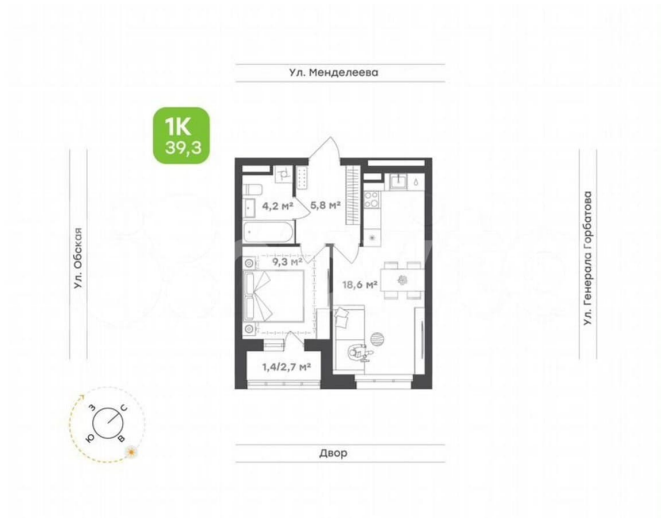 Ул. Менделеева
1К
39,3
4,2 м²
5,8 м²
Ул. Обская
Ул. Генерала Горбатова
9,3 м²
18,6 м²
1,4/2,7 м²
З
С
Ю
В
Двор